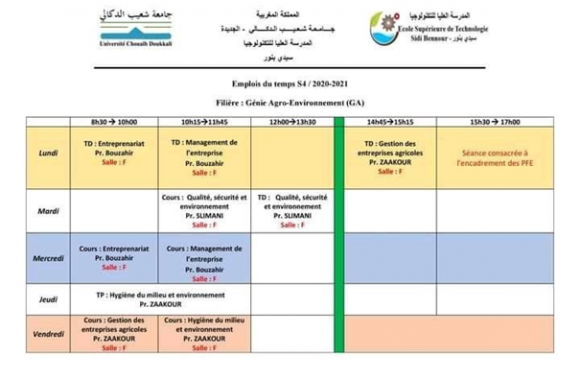 جامعة شعيب الدكالي
Université Chouaib Doukkali
المملكة المغربية
جـامـعـة شعـيـب الـدكـالـي - الجديدة
المدرسة العليا للتكنولوجيا
سيدي بنور
المدرسة العليا للتكنولوجيا
Ecole Supérieure de Technologie
Sidi Bennour - سيدي بنور
Emplois du temps S4 / 2020-2021
Filière : Génie Agro-Environnement (GA)
8h30 → 10h00 10h15→11h45 12h00→13h30 14h45→15h15 15h30 → 17h00
Lundi
TD : Entreprenariat
Pr. Bouzahir
Salle : F
TD : Management de
l'entreprise
Pr. Bouzahir
Salle : F
TD : Gestion des
entreprises agricoles
Pr. ZAAKOUR
Salle : F
Séance consacrée à
l'encadrement des PFE
Mardi
Cours : Qualité, sécurité et
environnement
Pr. SLIMANI
Salle : F
TD : Qualité, sécurité
et environnement
Pr. SLIMANI
Salle : F
Mercredi
Cours : Entreprenariat
Pr. Bouzahir
Salle : F
Cours : Management de
l'entreprise
Pr. Bouzahir
Salle : F
Jeudi
TP : Hygiène du milieu et environnement
Pr. ZAAKOUR
Vendredi
Cours : Gestion des
entreprises agricoles
Pr. ZAAKOUR
Salle : F
Cours : Hygiène du milieu
et environnement
Pr. ZAAKOUR
Salle : F